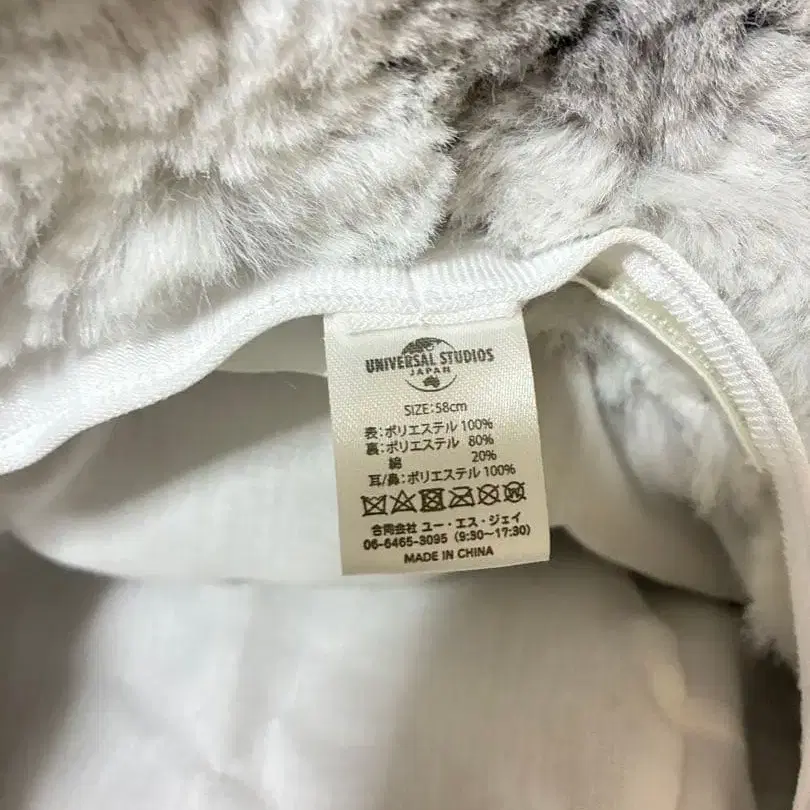 UNIVERSAL STUDIOS
JAPAN
SIZE:58cm
表:ポリエステル 100%
裏:ポリエステル 80%
綿 20%
耳/鼻:ポリエステル 100%
合同会社 ユー・エス・ジェイ
06-6465-3095 (9:30〜17:30)
MADE IN CHINA